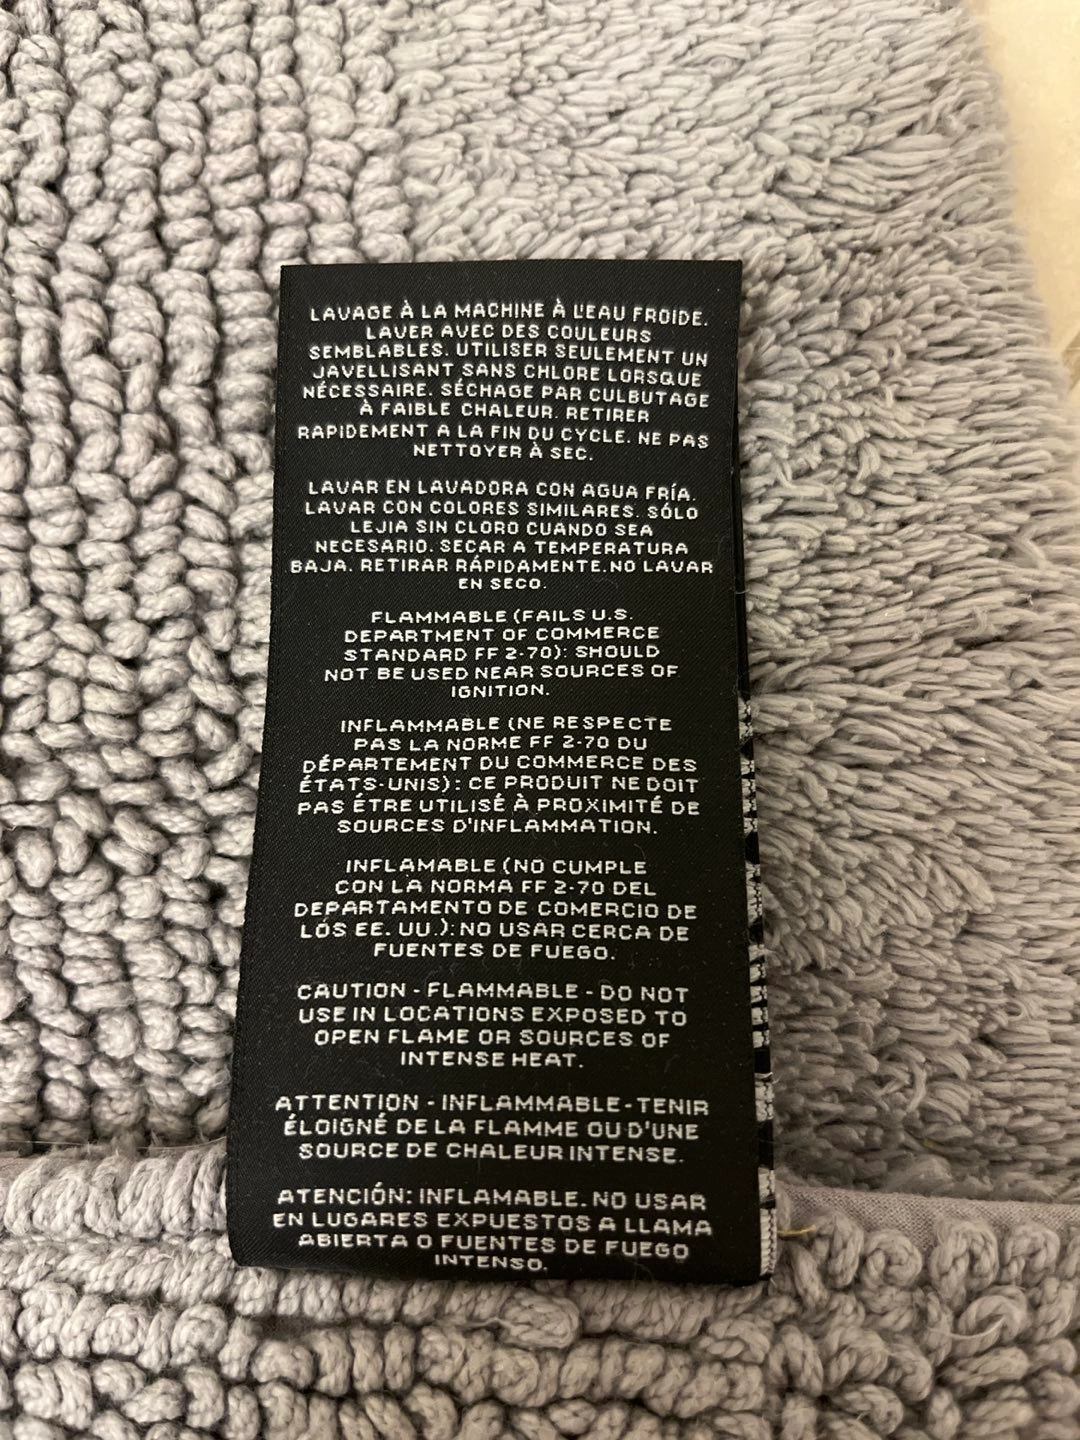 LAVAGE À LA MACHINE À L'EAU FROIDE.
LAVER AVEC DES COULEURS
SEMBLABLES. UTILISER SEULEMENT UN
JAVELLISANT SANS CHLORE LORSQUE
NÉCESSAIRE. SÉCHAGE PAR CULBUTAGE
À FAIBLE CHALEUR. RETIRER
RAPIDEMENT A LA FIN DU CYCLE. NE PAS
NETTOYER À SEC.
LAVAR EN LAVADORA CON AGUA FRÍA.
LAVAR CON COLORES SIMILARES. SÓLO
LEJIA SIN CLORO CUANDO SEA
NECESARIO. SECAR A TEMPERATURA
BAJA. RETIRAR RÁPIDAMENTE.NO LAVAR
EN SECO.
FLAMMABLE (FAILS U.S.
DEPARTMENT OF COMMERCE
STANDARD FF 2-70): SHOULD
NOT BE USED NEAR SOURCES OF
IGNITION.
INFLAMMABLE (NE RESPECTE
PAS LA NORME FF 2-70 DU
DÉPARTEMENT DU COMMERCE DES
ÉTATS-UNIS): CE PRODUIT NE DOIT
PAS ÉTRE UTILISÉ À PROXIMITÉ DE
SOURCES D'INFLAMMATION.
INFLAMABLE (NO CUMPLE
CON LA NORMA FF 2-70 DEL
DEPARTAMENTO DE COMERCIO DE
LOS EE. UU.): NO USAR CERCA DE
FUENTES DE FUEGO.
CAUTION - FLAMMABLE - DO NOT
USE IN LOCATIONS EXPOSED TO
OPEN FLAME OR SOURCES OF
INTENSE HEAT.
ATTENTION - INFLAMMABLE - TENIR
ÉLOIGNÉ DE LA FLAMME OU D'UNE
SOURCE DE CHALEUR INTENSE.
ATENCIÓN: INFLAMABLE. NO USAR
EN LUGARES EXPUESTOS A LLAMA
ABIERTA O FUENTES DE FUEGO
INTENSO.